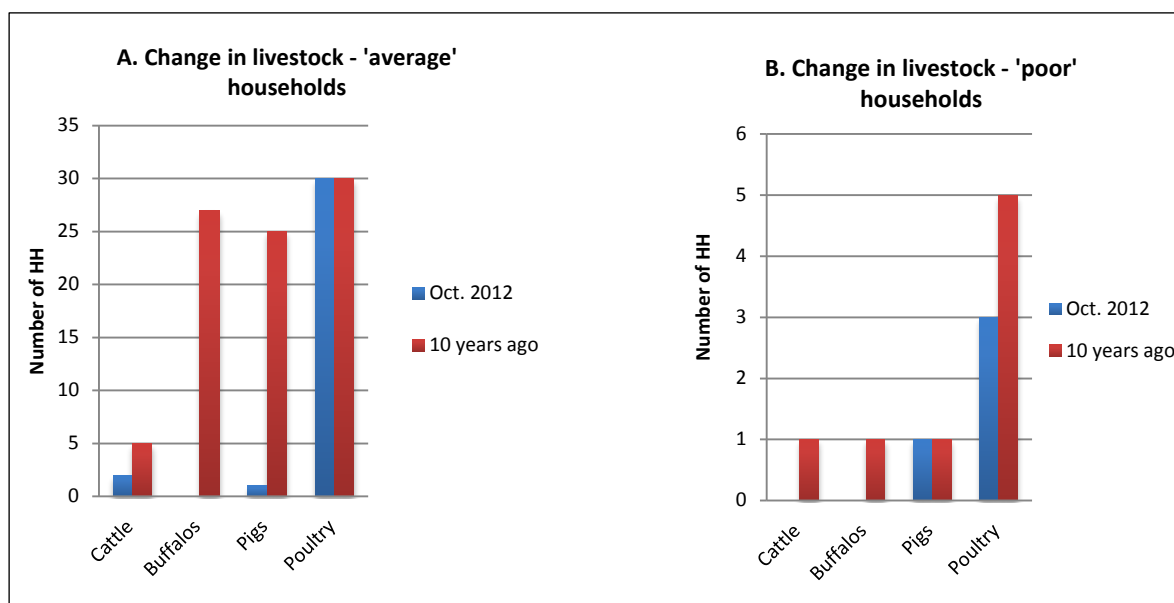 A. Change in livestock - 'average'
households
35
30
25
20
15
10
5
0
Number of HH
Cattle
Buffalos
Pigs
Poultry
Oct. 2012
10 years ago
B. Change in livestock - 'poor'
households
6
5
4
3
2
1
0
Number of HH
Cattle
Buffalos
Pigs
Poultry
Oct. 2012
10 years ago